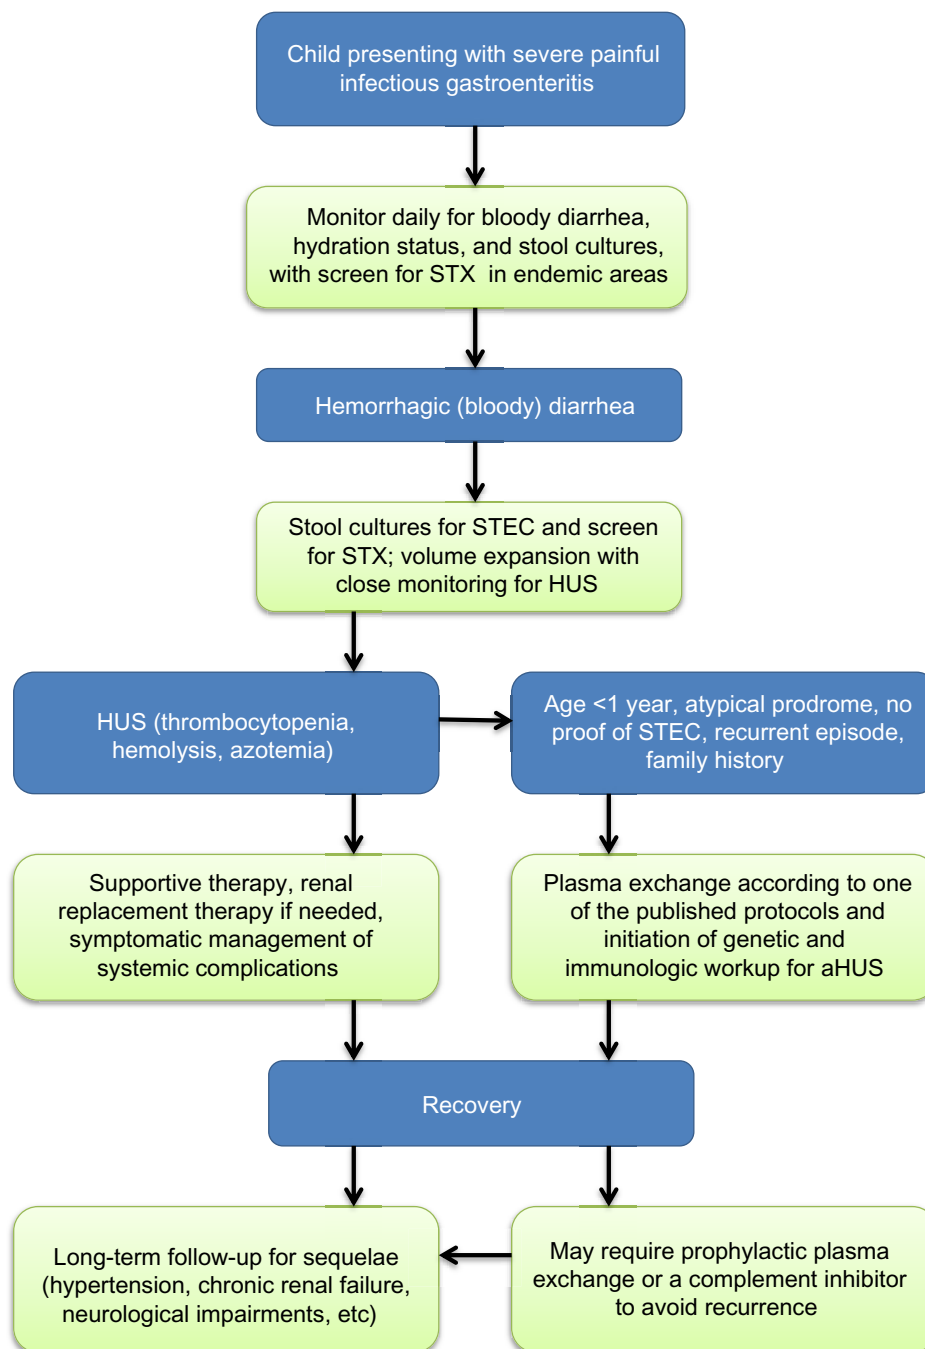 Child presenting with severe painful
infectious gastroenteritis
Monitor daily for bloody diarrhea,
hydration status, and stool cultures,
with screen for STX in endemic areas
Hemorrhagic (bloody) diarrhea
Stool cultures for STEC and screen
for STX; volume expansion with
close monitoring for HUS
HUS (thrombocytopenia,
hemolysis, azotemia)
Age <1 year, atypical prodrome, no
proof of STEC, recurrent episode,
family history
Supportive therapy, renal
replacement therapy if needed,
symptomatic management of
systemic complications
Plasma exchange according to one
of the published protocols and
initiation of genetic and
immunologic workup for aHUS
Recovery
Long-term follow-up for sequelae
(hypertension, chronic renal failure,
neurological impairments, etc)
May require prophylactic plasma
exchange or a complement inhibitor
to avoid recurrence